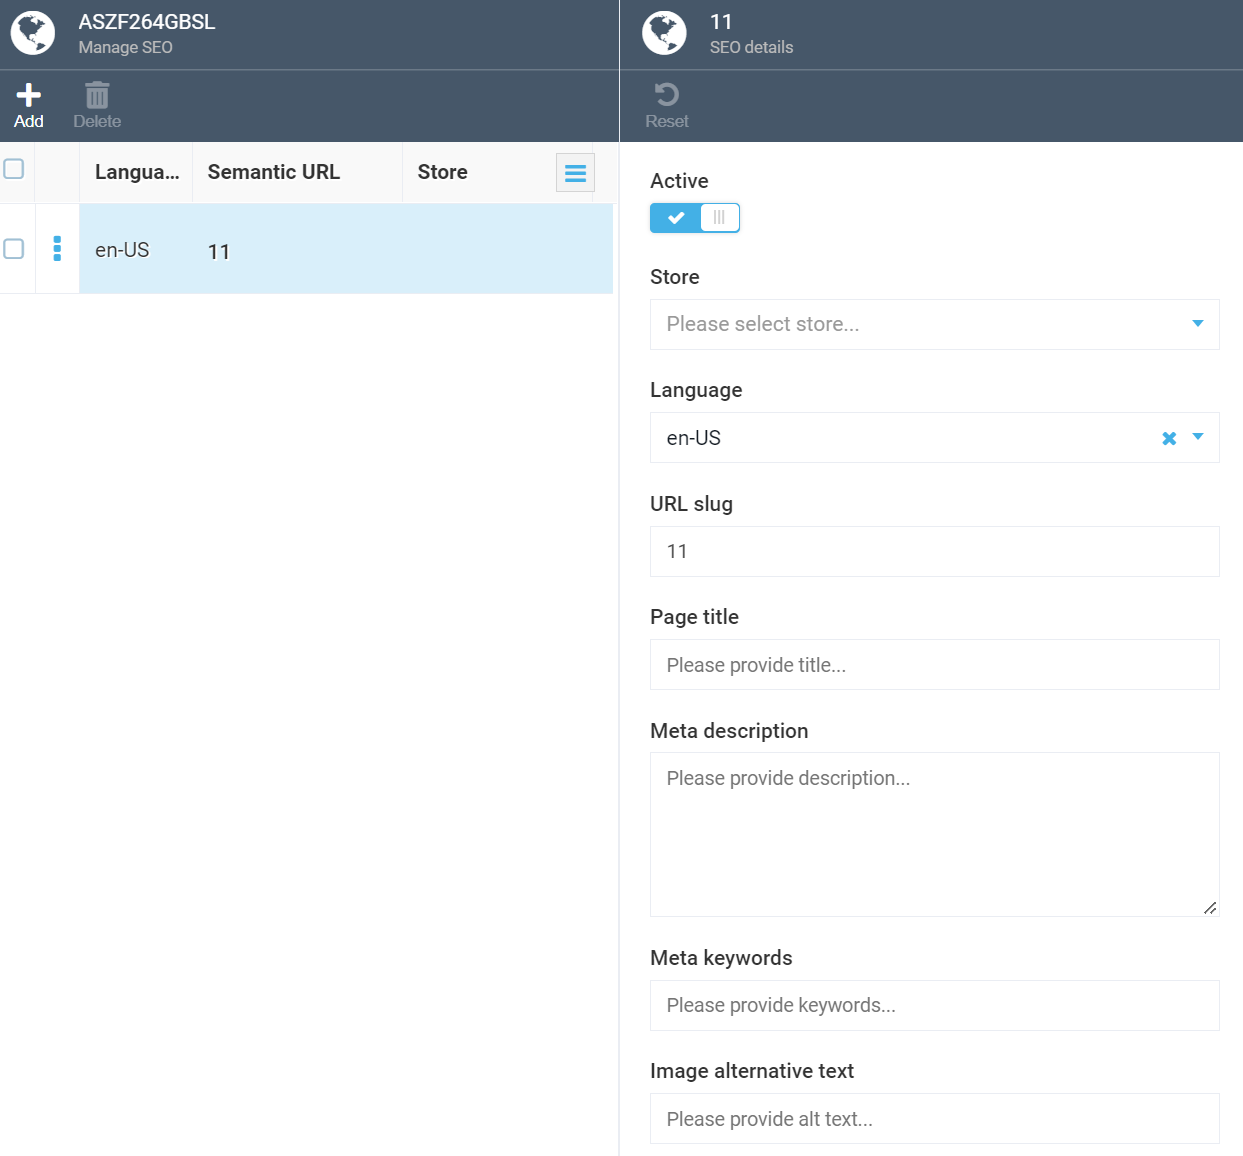 ASZF264GBSL
Manage SEO
Add
Delete
Langua...
Semantic URL
Store
en-US
11
11
SEO details
Reset
Active
Store
Please select store...
Language
en-US
URL slug
11
Page title
Please provide title...
Meta description
Please provide description...
Meta keywords
Please provide keywords...
Image alternative text
Please provide alt text...